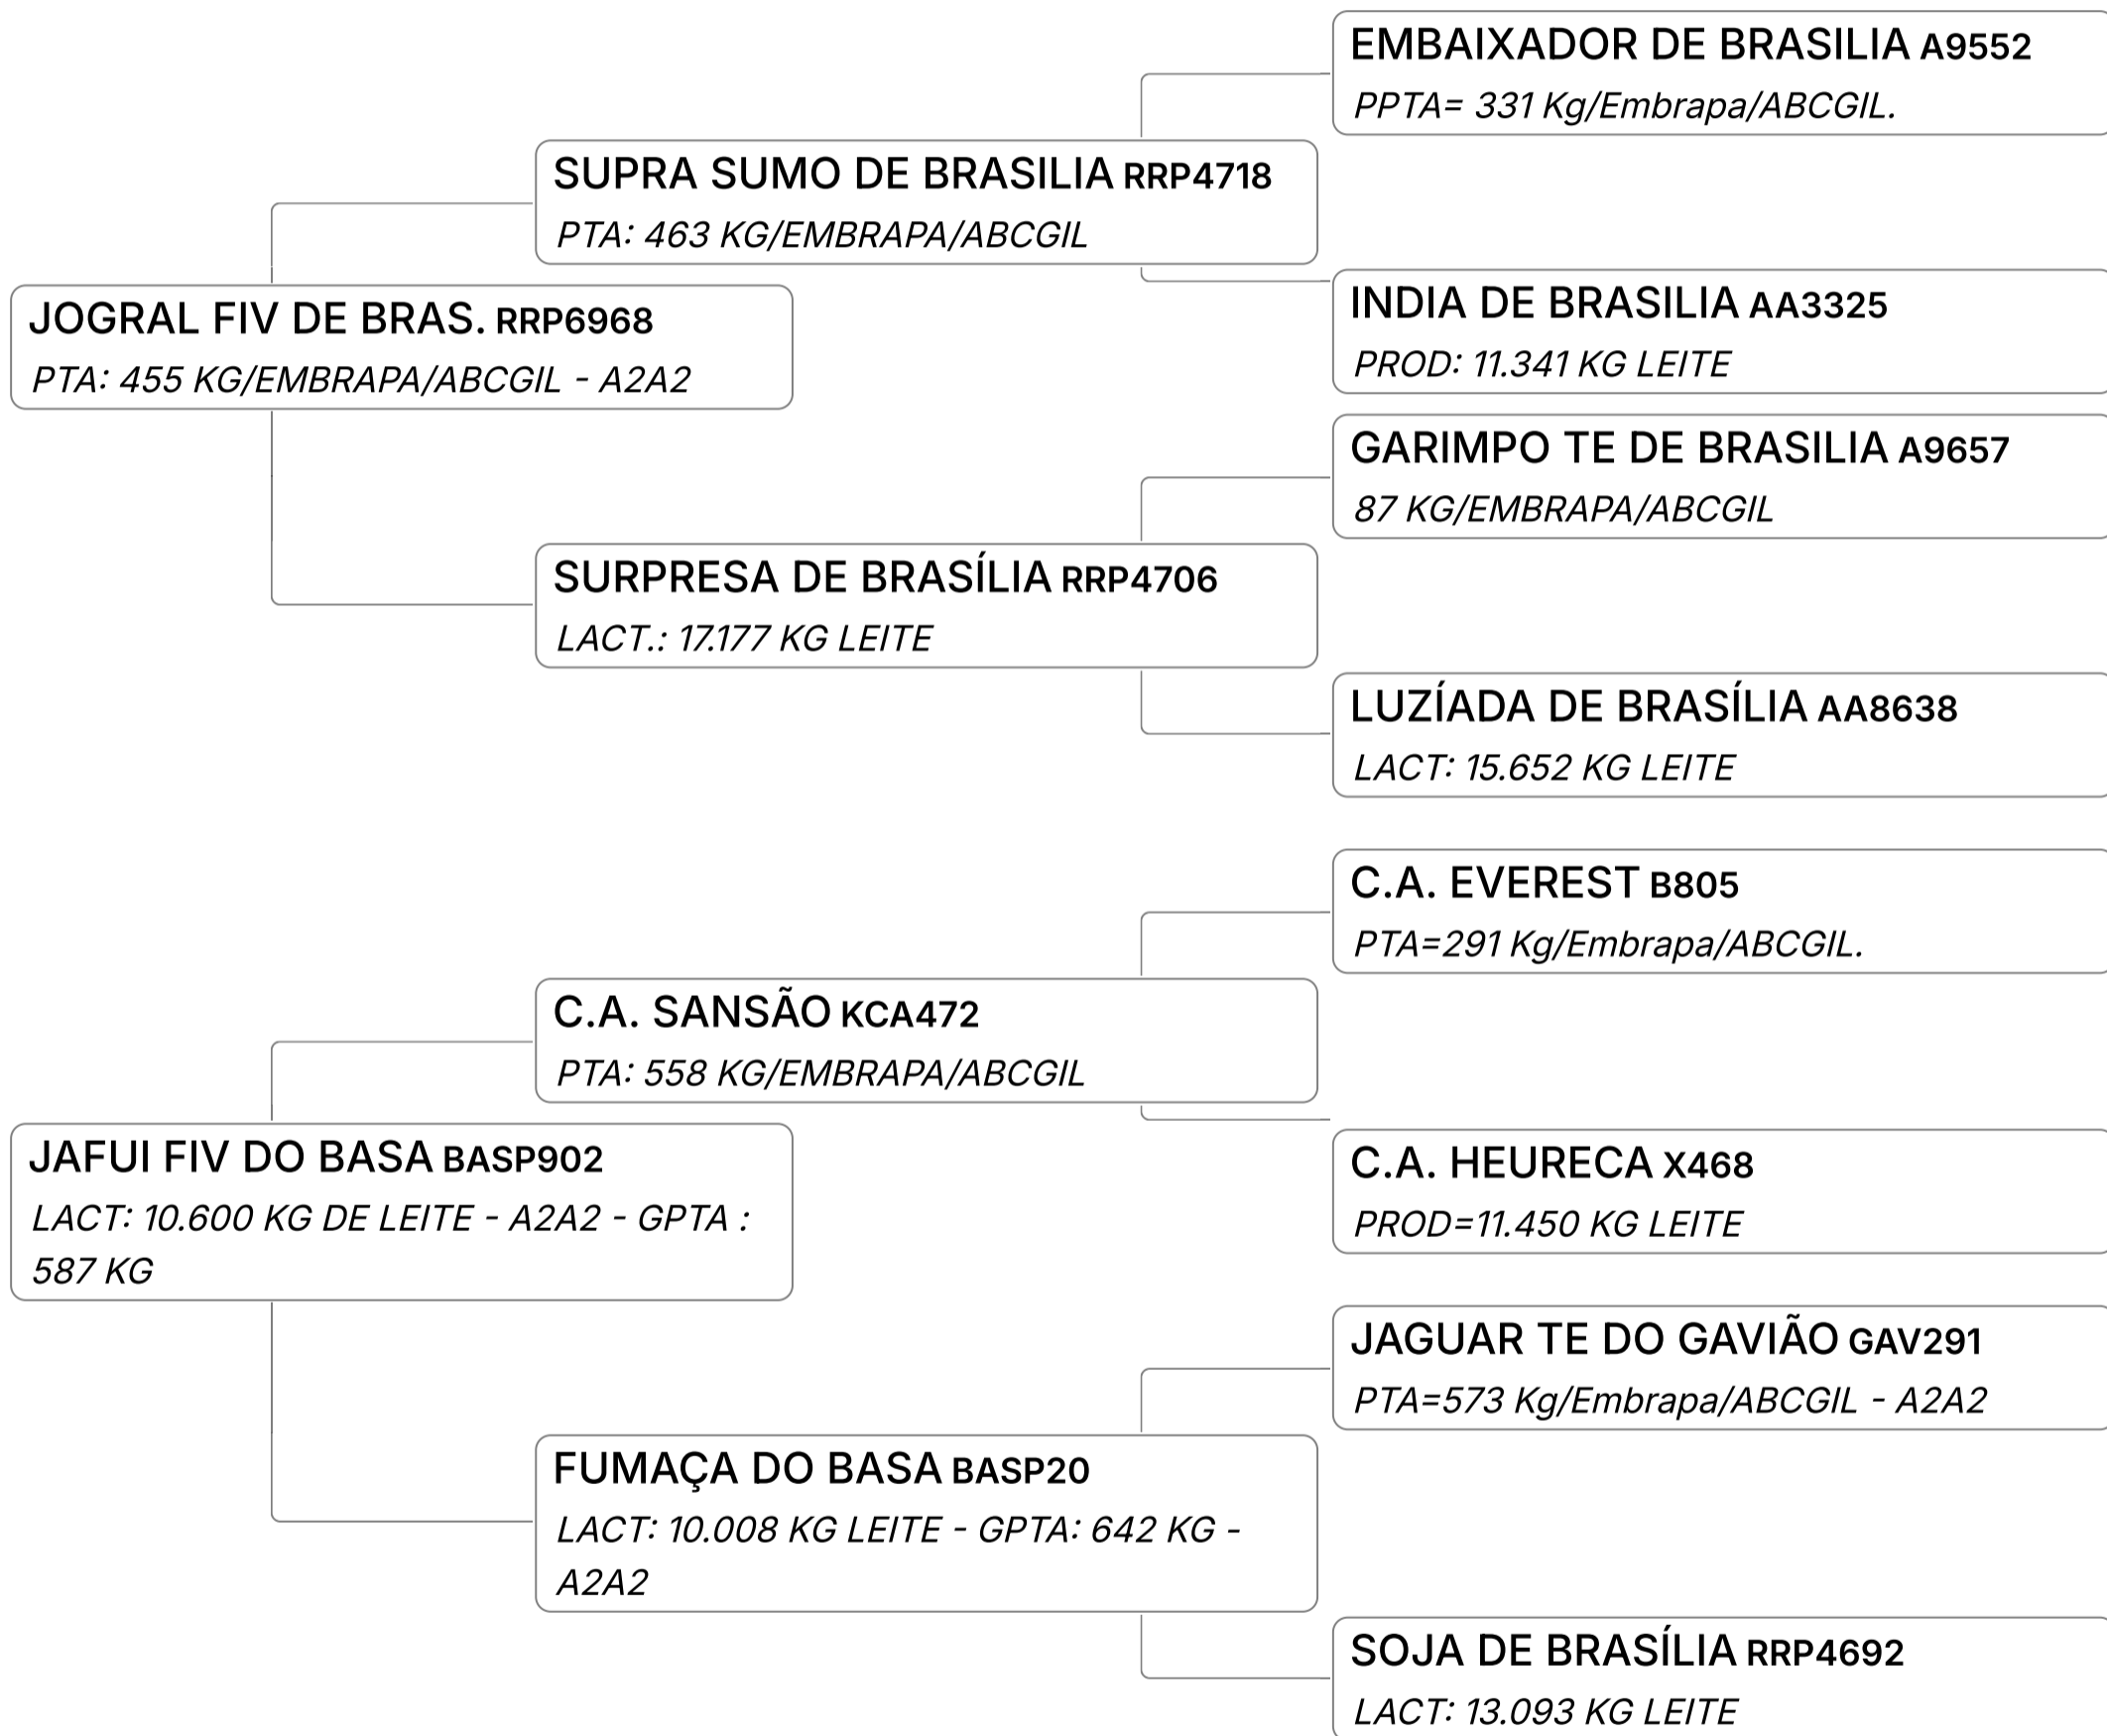 EMBAIXADOR DE BRASILIA A9552
PPTA= 331 Kg/Embrapa/ABCGIL.
SUPRA SUMO DE BRASILIA RRP4718
PTA: 463 KG/EMBRAPA/ABCGIL
INDIA DE BRASILIA AA3325
PROD: 11.341 KG LEITE
JOGRAL FIV DE BRAS. RRP6968
PTA: 455 KG/EMBRAPA/ABCGIL - A2A2
GARIMPO TE DE BRASILIA A9657
87 KG/EMBRAPA/ABCGIL
SURPRESA DE BRASÍLIA RRP4706
LACT.: 17.177 KG LEITE
LUZÍADA DE BRASÍLIA AA8638
LACT: 15.652 KG LEITE
C.A. EVEREST B805
PTA=291 Kg/Embrapa/ABCGIL.
C.A. SANSÃO KCA472
PTA: 558 KG/EMBRAPA/ABCGIL
C.A. HEURECA X468
PROD=11.450 KG LEITE
JAFUI FIV DO BASA BASP902
LACT: 10.600 KG DE LEITE - A2A2 - GPTA :
587 KG
JAGUAR TE DO GAVIÃO GAV291
PTA=573 Kg/Embrapa/ABCGIL - A2A2
FUMAÇA DO BASA BASP20
LACT: 10.008 KG LEITE - GPTA: 642 KG -
A2A2
SOJA DE BRASÍLIA RRP4692
LACT: 13.093 KG LEITE